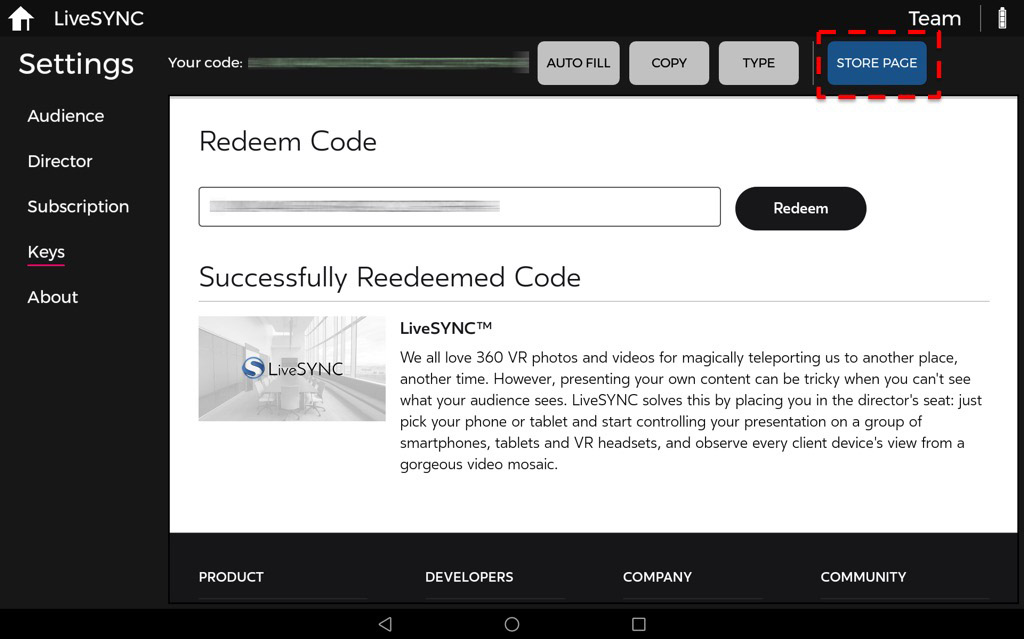 LiveSYNC
Team
Settings
Your code:
AUTO FILL
COPY
TYPE
STORE PAGE
Audience
Director
Subscription
Keys
About
Redeem Code
Redeem
Successfully Reedeemed Code
LiveSYNC
LiveSYNC™
We all love 360 VR photos and videos for magically teleporting us to another place,
another time. However, presenting your own content can be tricky when you can't see
what your audience sees. LiveSYNC solves this by placing you in the director's seat: just
pick your phone or tablet and start controlling your presentation on a group of
smartphones, tablets and VR headsets, and observe every client device's view from a
gorgeous video mosaic.
PRODUCT
DEVELOPERS
COMPANY
COMMUNITY